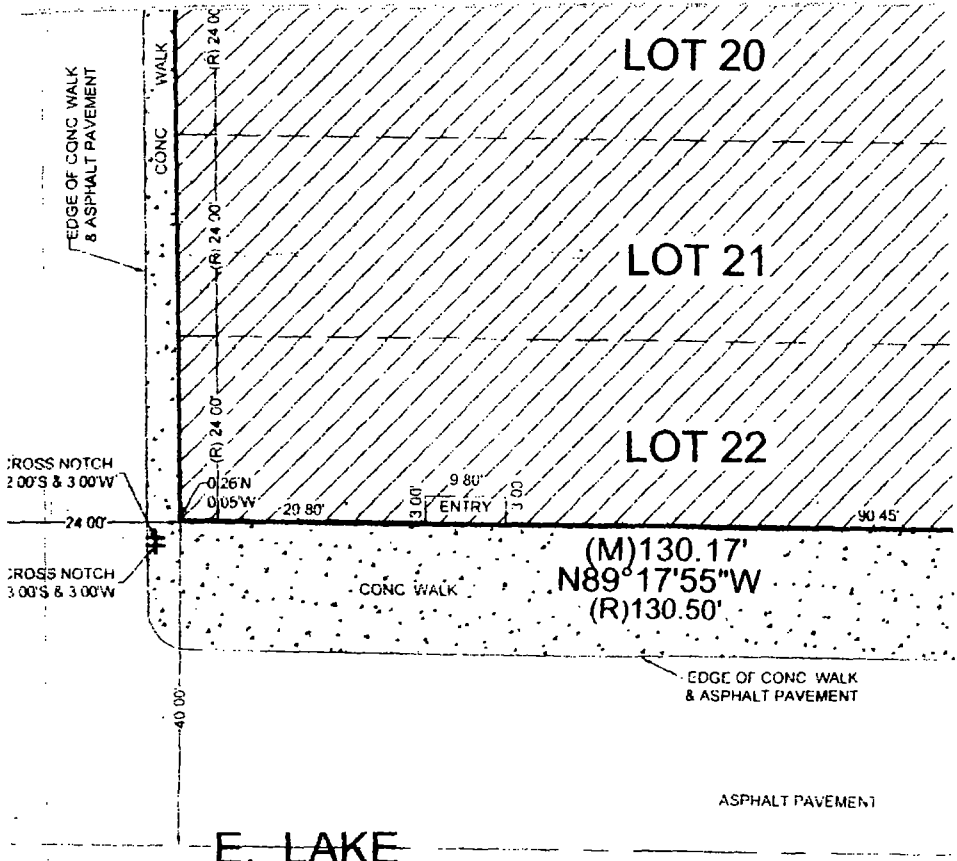 LOT 20
(R) 24 00'
WALK
CONC
EDGE OF CONC WALK
& ASPHALT PAVEMENT
(R) 24 00'
LOT 21
(R) 24 00'
LOT 22
CROSS NOTCH
2 00'S & 3 00'W
0.26'N
0.05'W
9 80'
3 00'
ENTRY
3 00'
24 00'
29 80'
90 45'
(M)130.17'
N89°17'55"W
(R)130.50'
CROSS NOTCH
3 00'S & 3 00'W
CONC WALK
EDGE OF CONC WALK
& ASPHALT PAVEMENT
40 00'
ASPHALT PAVEMENT
E. LAKE